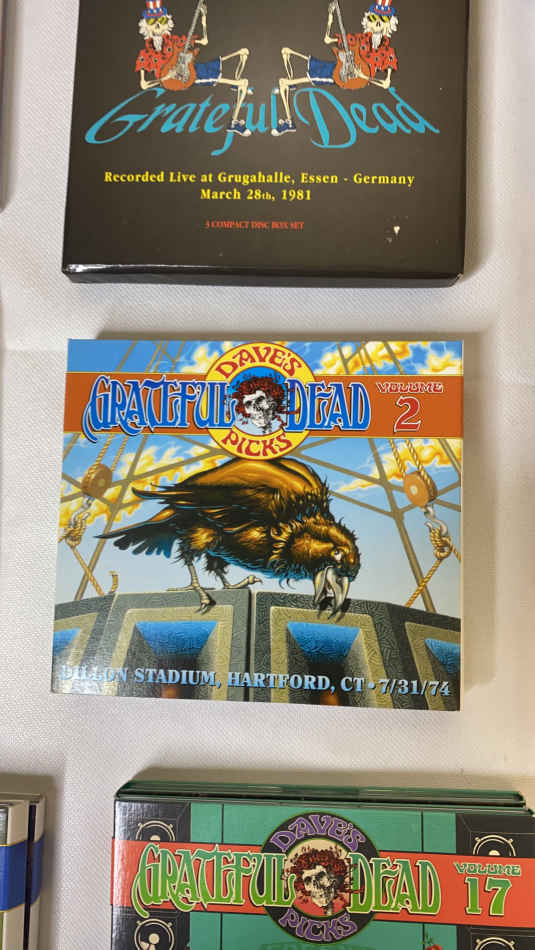 Grateful Dead
Recorded Live at Grugahalle, Essen - Germany
March 28th, 1981
3 COMPACT DISC BOX SET
DAVE'S
GRATEFUL DEAD
PICKS
VOLUME
2
DILLON STADIUM, HARTFORD, CT • 7/31/74
DAVE'S
GRATEFUL DEAD
PICKS
VOLUME
17